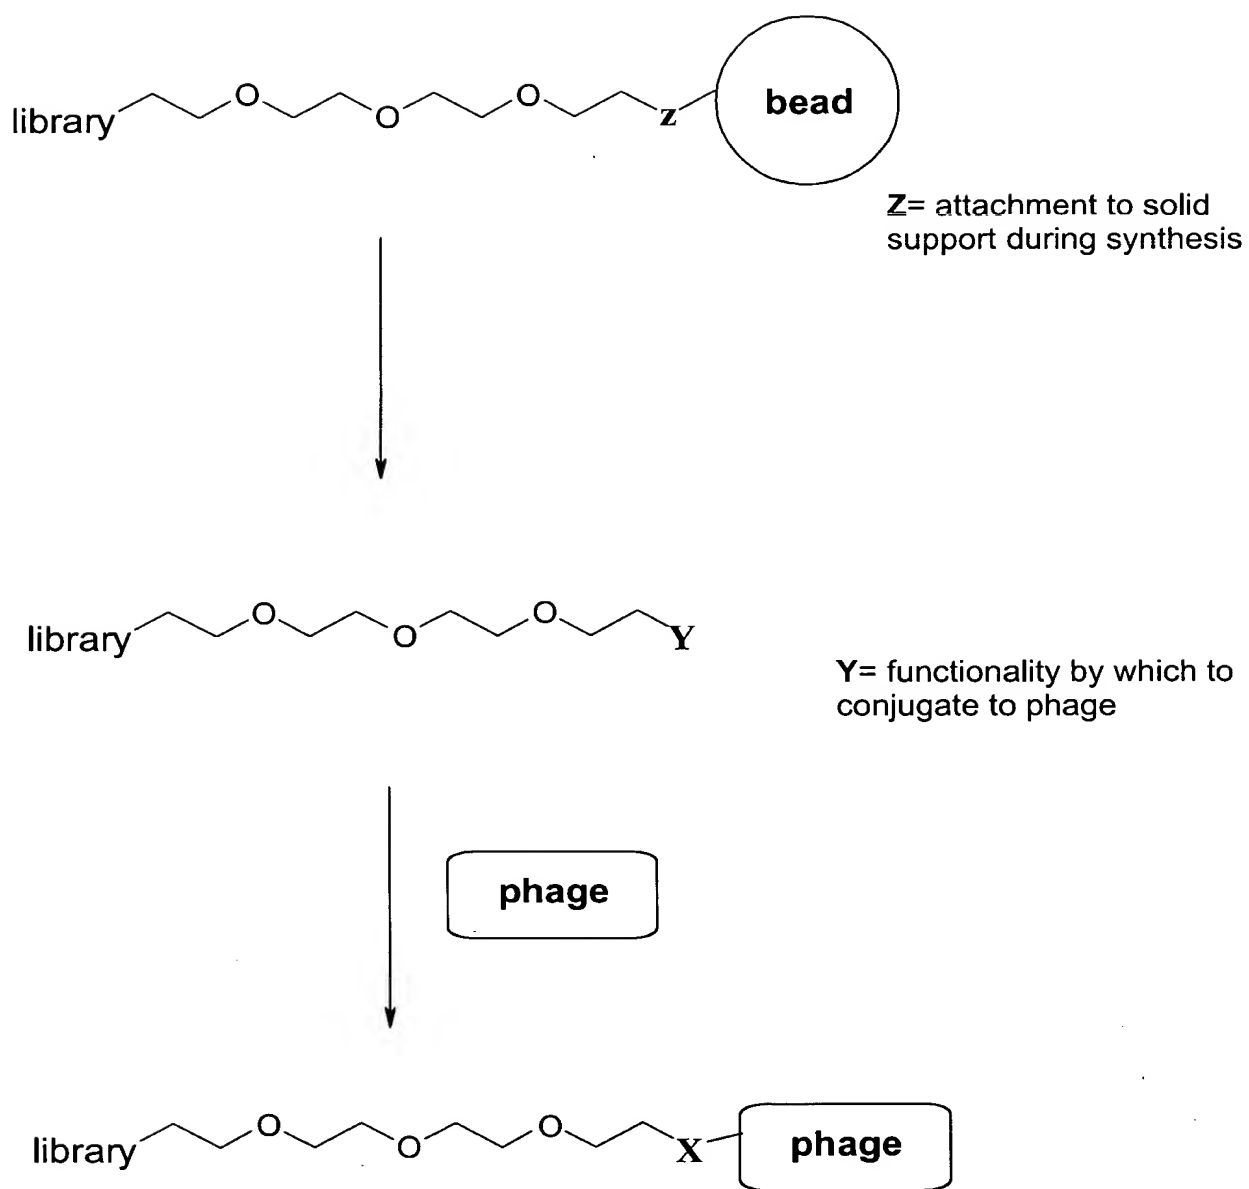 library O O O z bead
Z= attachment to solid
support during synthesis
library O O O Y
Y= functionality by which to
conjugate to phage
phage
library O O O X phage